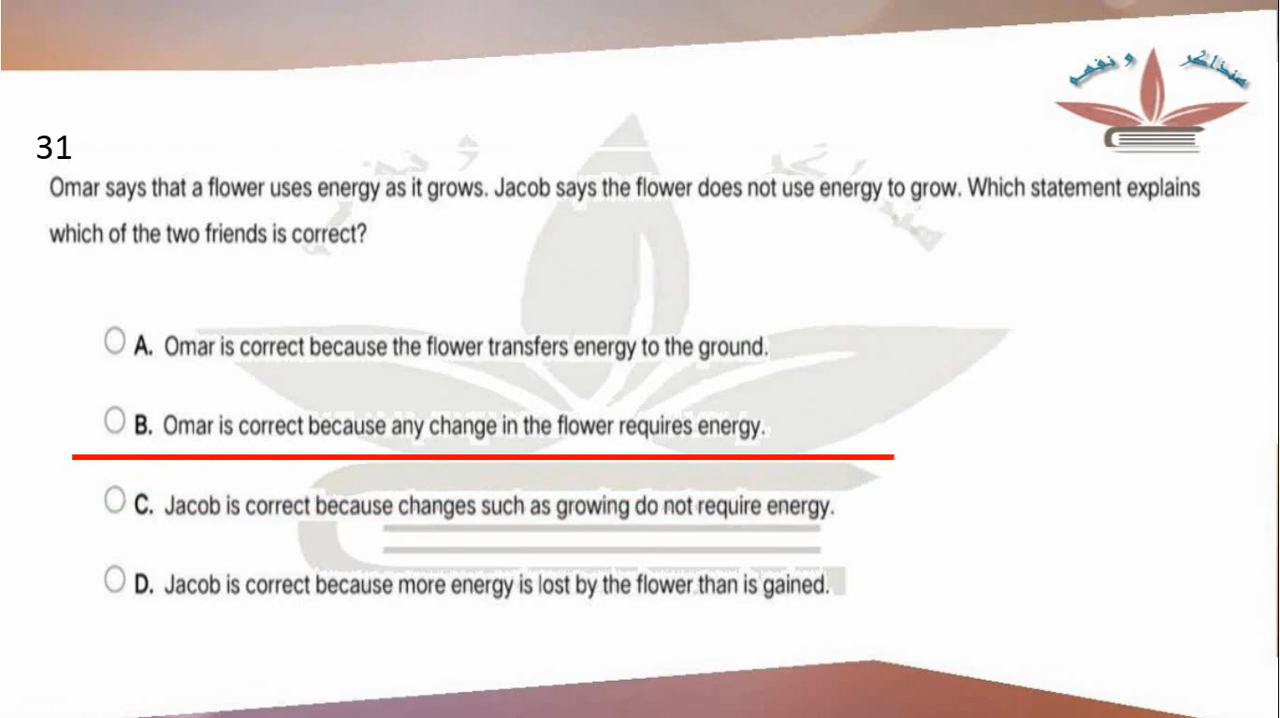 منذاكر و نفهم
31
Omar says that a flower uses energy as it grows. Jacob says the flower does not use energy to grow. Which statement explains
which of the two friends is correct?
A. Omar is correct because the flower transfers energy to the ground.
B. Omar is correct because any change in the flower requires energy.
C. Jacob is correct because changes such as growing do not require energy.
D. Jacob is correct because more energy is lost by the flower than is gained.